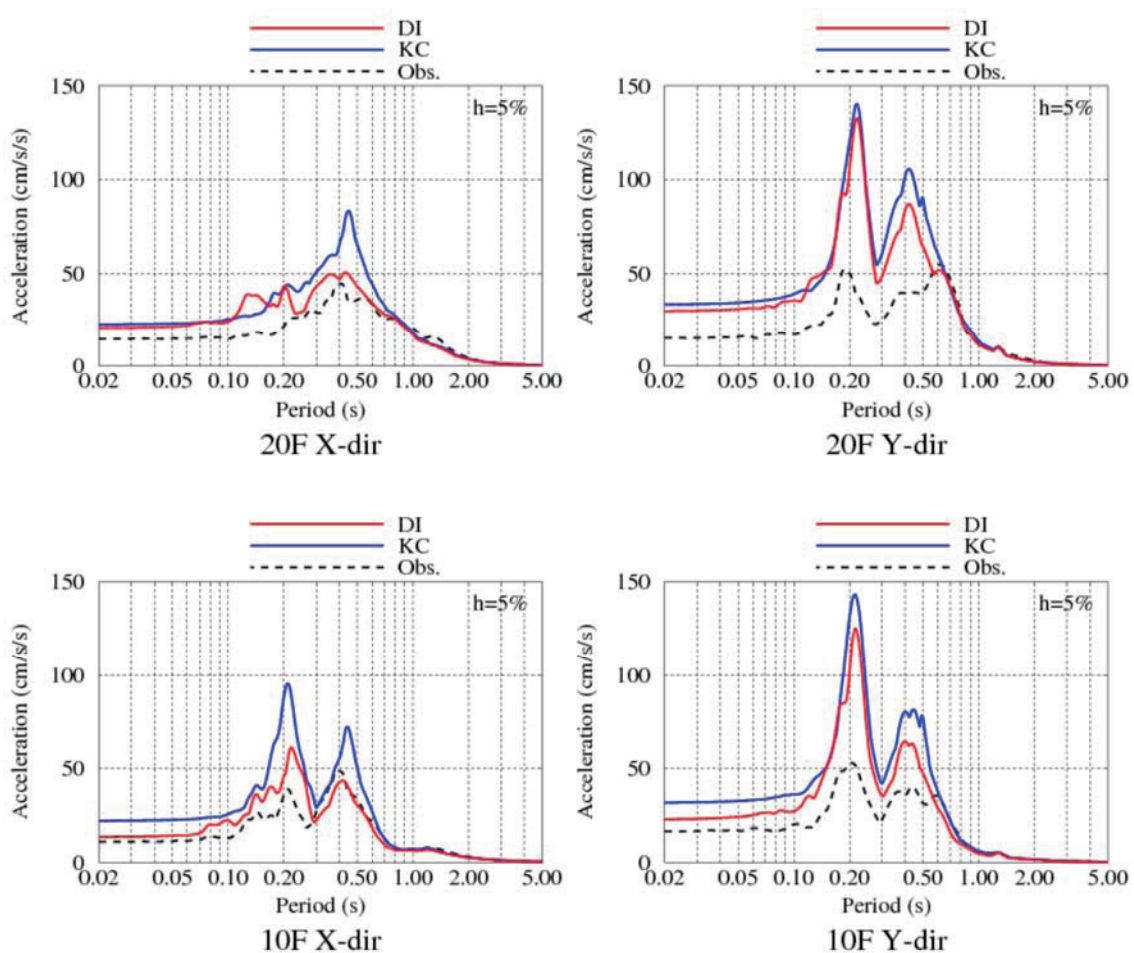 DI
KC
Obs.
h=5%
150
100
50
0
Acceleration (cm/s/s)
0.02 0.05 0.10 0.20 0.50 1.00 2.00 5.00
Period (s)
20F X-dir
DI
KC
Obs.
h=5%
150
100
50
0
Acceleration (cm/s/s)
0.02 0.05 0.10 0.20 0.50 1.00 2.00 5.00
Period (s)
20F Y-dir
DI
KC
Obs.
h=5%
150
100
50
0
Acceleration (cm/s/s)
0.02 0.05 0.10 0.20 0.50 1.00 2.00 5.00
Period (s)
10F X-dir
DI
KC
Obs.
h=5%
150
100
50
0
Acceleration (cm/s/s)
0.02 0.05 0.10 0.20 0.50 1.00 2.00 5.00
Period (s)
10F Y-dir